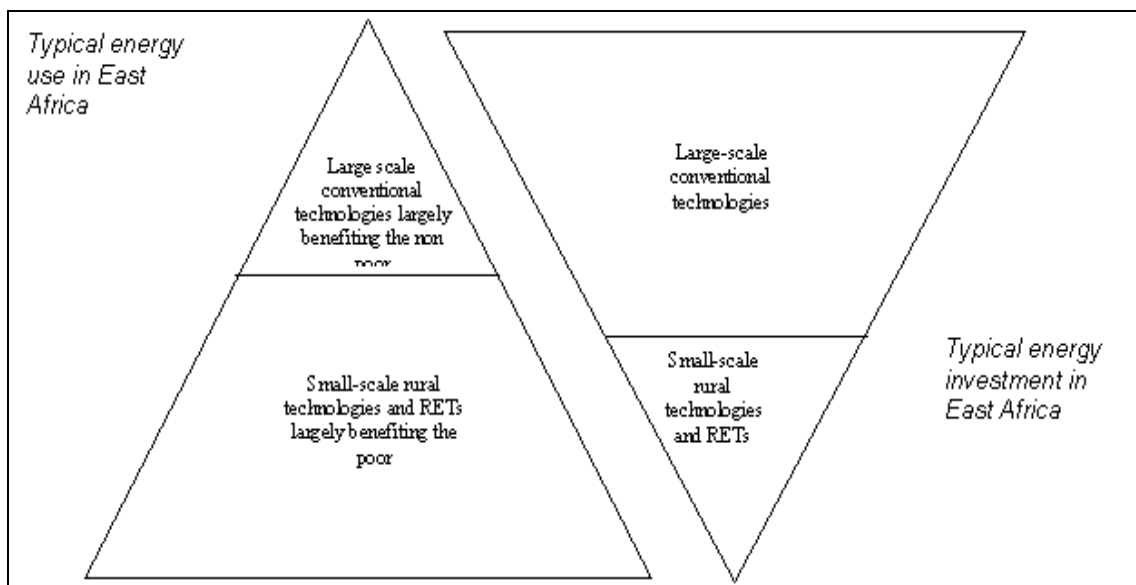 Typical energy
use in East
Africa
Large scale
conventional
technologies largely
benefiting the non
poor
Small-scale rural
technologies and RETs
largely benefiting the
poor
Large-scale
conventional
technologies
Small-scale
rural
technologies
and RETs
Typical energy
investment in
East Africa